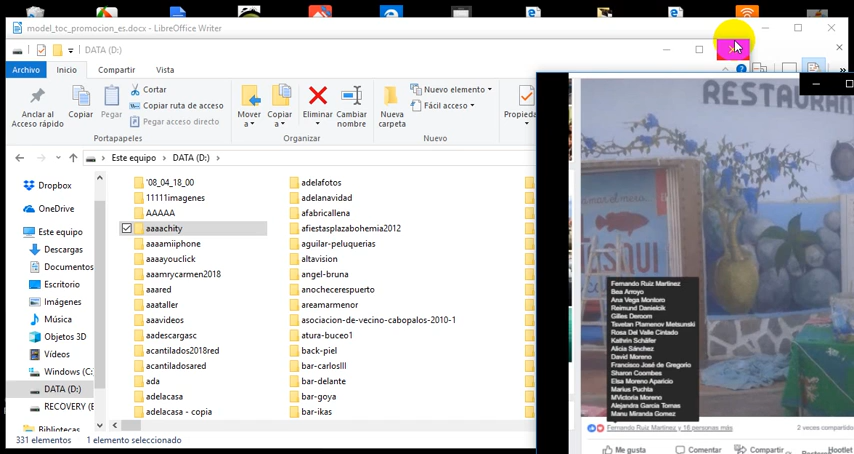 model_toc_promocion_es.docx - LibreOffice Writer
DATA (D:)
Archivo Inicio Compartir Vista
Anclar al Acceso rápido
Copiar
Pegar
Cortar
Copiar ruta de acceso
Pegar acceso directo
Portapapeles
Mover a
Copiar a
Eliminar
Cambiar nombre
Organizar
Nueva carpeta
Nuevo elemento
Fácil acceso
Nuevo
Propieda
Este equipo > DATA (D:) >
Dropbox
OneDrive
Este equipo
Descargas
Documentos
Escritorio
Imágenes
Música
Objetos 3D
Vídeos
Windows (C:
DATA (D:)
RECOVERY (E
Bibliotecas
'08_04_18_00
11111imagenes
AAAAA
aaaachity
aaaamiiphone
aaaayouclick
aaamrycarmen2018
aaared
aaataller
aaavideos
aadescargasc
acantilados2018red
acantiladosared
ada
adelacasa
adelacasa - copia
adelafotos
adelanavidad
afabricallena
afiestasplazabohemia2012
aguilar-peluquerias
altavision
angel-bruna
anochecerespuerto
areamarmenor
asociacion-de-vecino-cabopalos-2010-1
atura-buceo1
back-piel
bar-carlosIII
bar-delante
bar-goya
bar-ikas
331 elementos 1 elemento seleccionado
RESTAURAN
Fernando Ruiz Martinez
Bea Arroyo
Ana Vega Montoro
Reimund Danielcik
Gilles Deroom
Tsvetan Plamenov Metsunski
Rosa Del Valle Cintado
Kathrin Schäfer
Alicia Sánchez
David Moreno
Francisco José de Gregorio
Sharon Coombes
Elsa Moreno Aparicio
Marius Puchta
M'Victoria Moreno
Alejandra Garcia Tomas
Manu Miranda Gomez
Fernando Ruiz Martinez y 16 personas más
2 veces compartido
Me gusta Comentar Compartir Hootlet